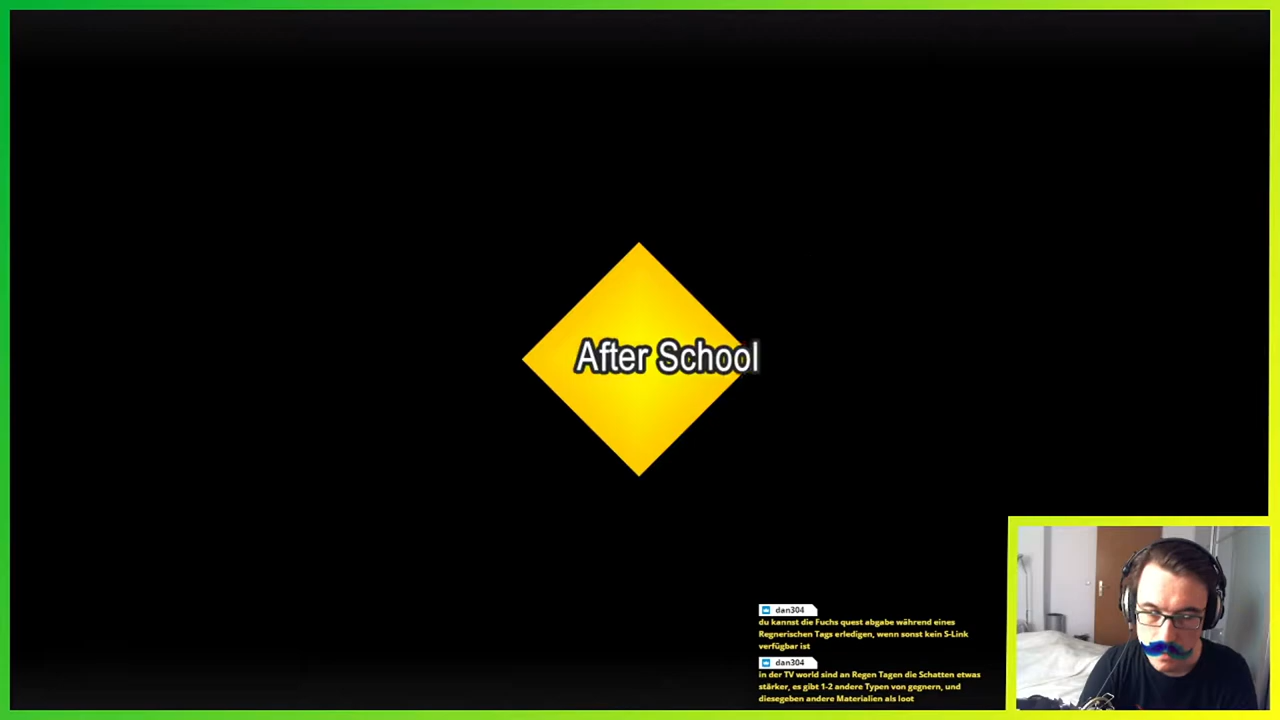 After School
dan304
du kannst die Fuchs quest abgabe während eines
Regnerischen Tags erledigen, wenn sonst kein S-Link
verfügbar ist
dan304
in der TV world sind an Regen Tagen die Schatten etwas
stärker, es gibt 1-2 andere Typen von gegnern, und
diesegeben andere Materialien als loot